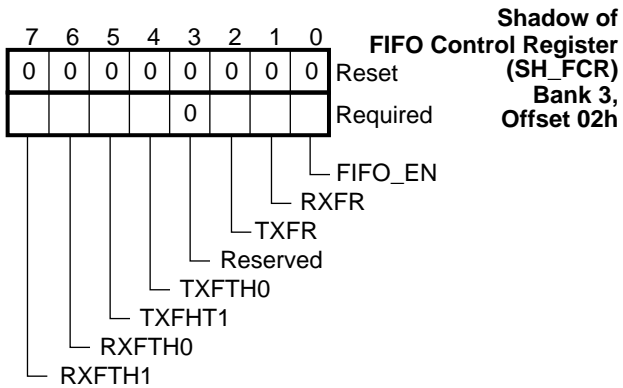 Shadow of
FIFO Control Register
(SH_FCR)
Bank 3,
Offset 02h
7 6 5 4 3 2 1 0
0 0 0 0 0 0 0 0 Reset
0 Required
FIFO_EN
RXFR
TXFR
Reserved
TXFTH0
TXFHT1
RXFTH0
RXFTH1